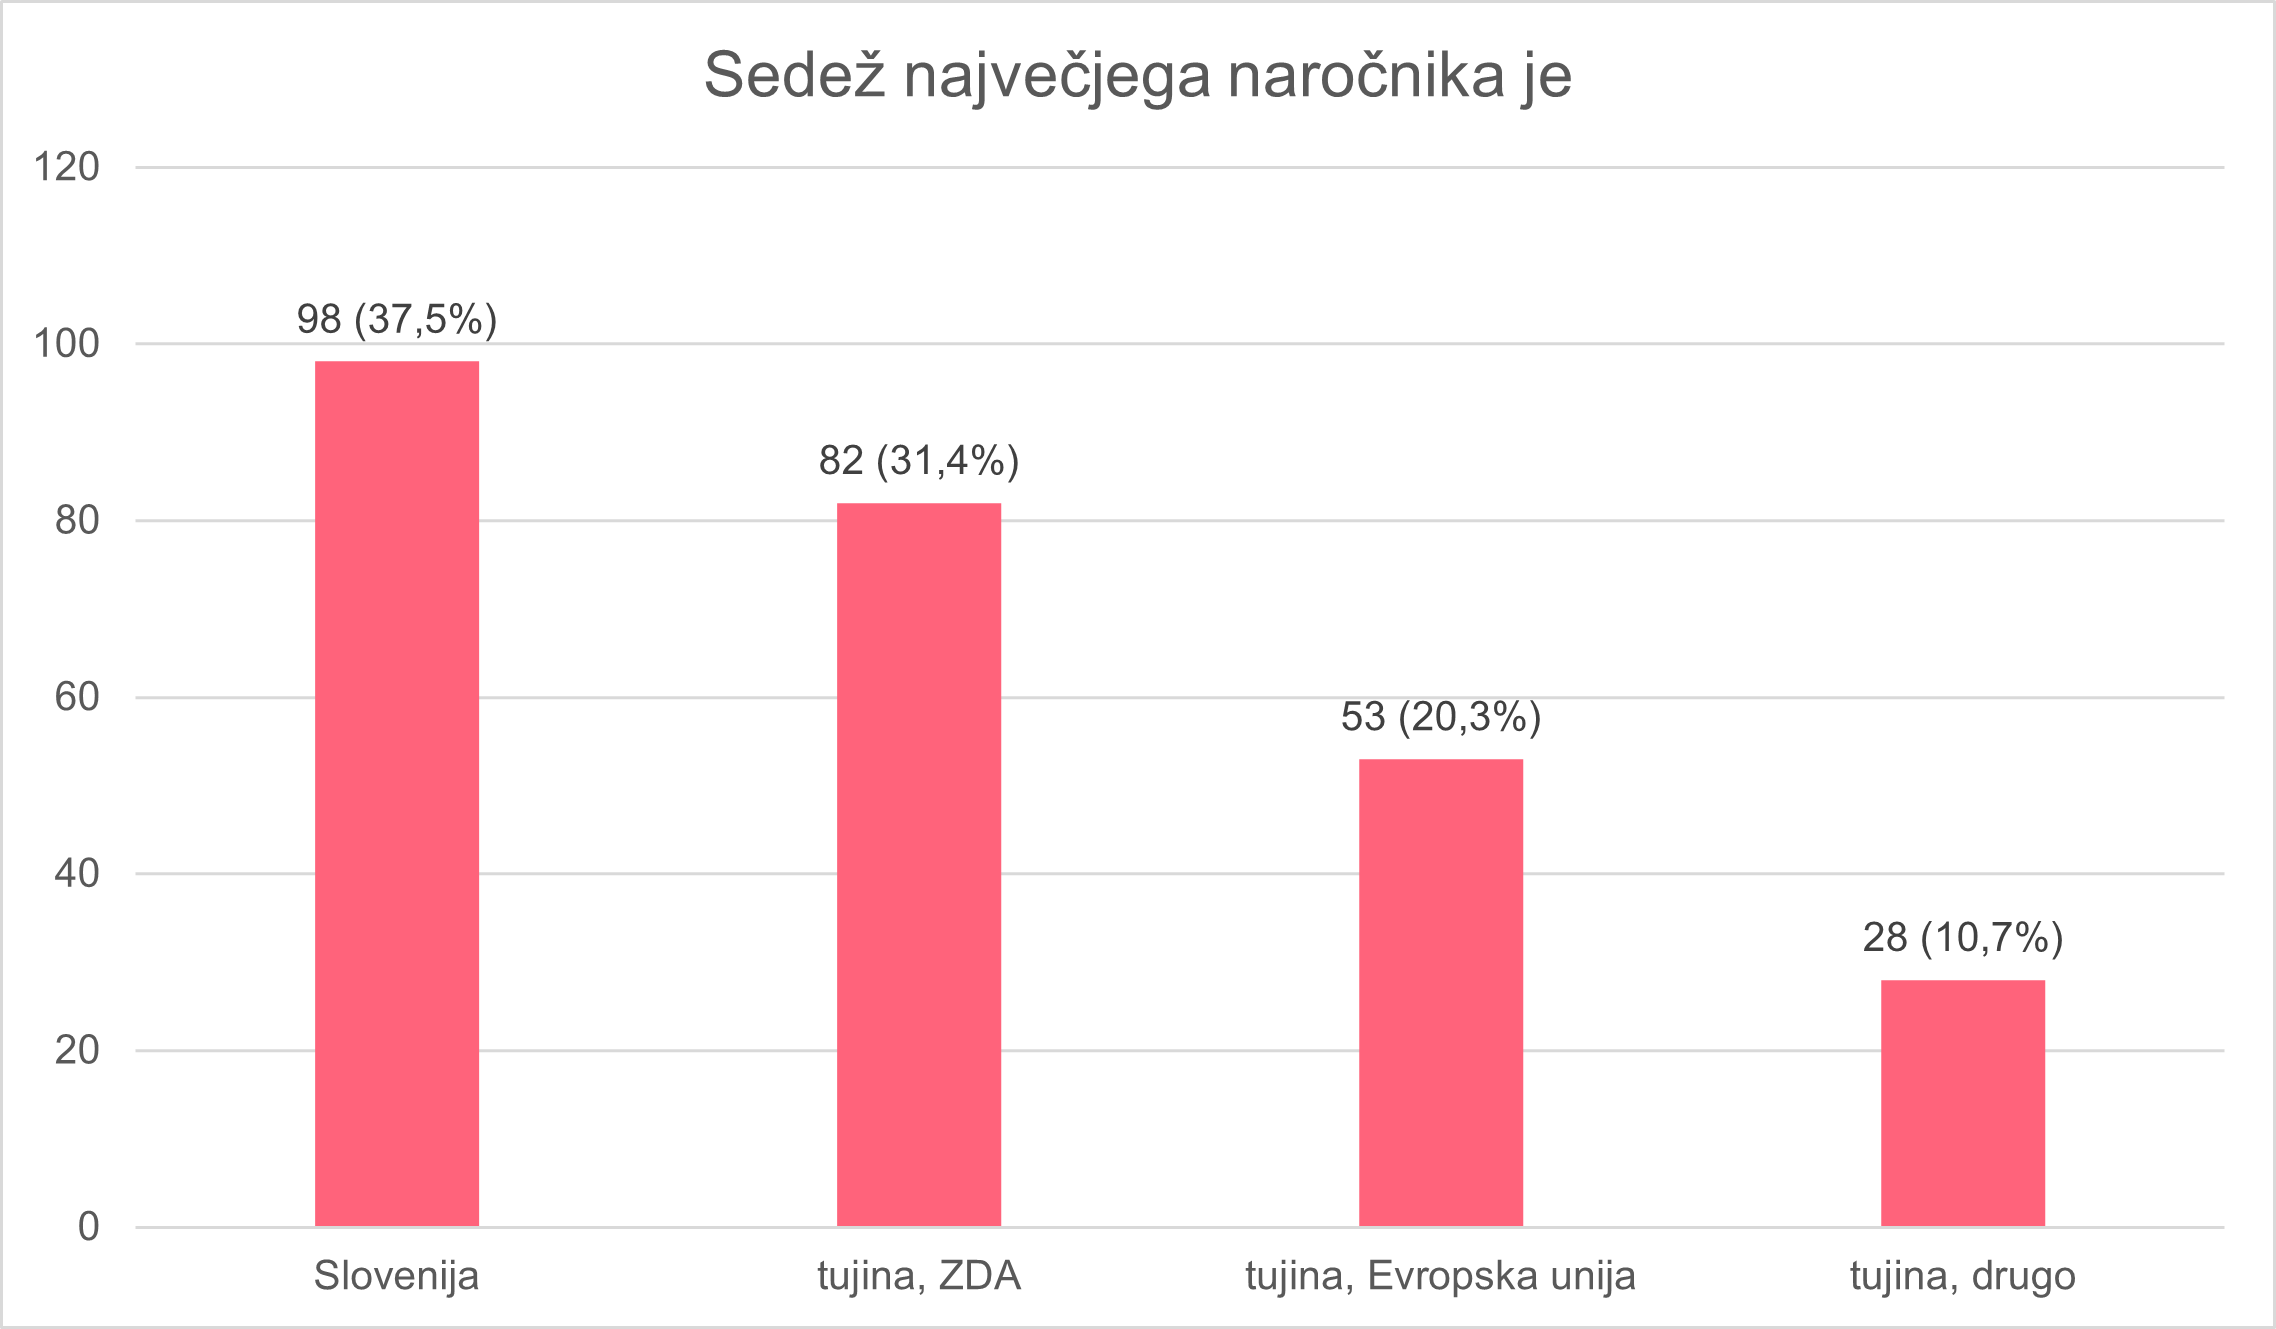 Sedež največjega naročnika je
120
100
80
60
40
20
0
98 (37,5%)
82 (31,4%)
53 (20,3%)
28 (10,7%)
Slovenija
tujina, ZDA
tujina, Evropska unija
tujina, drugo